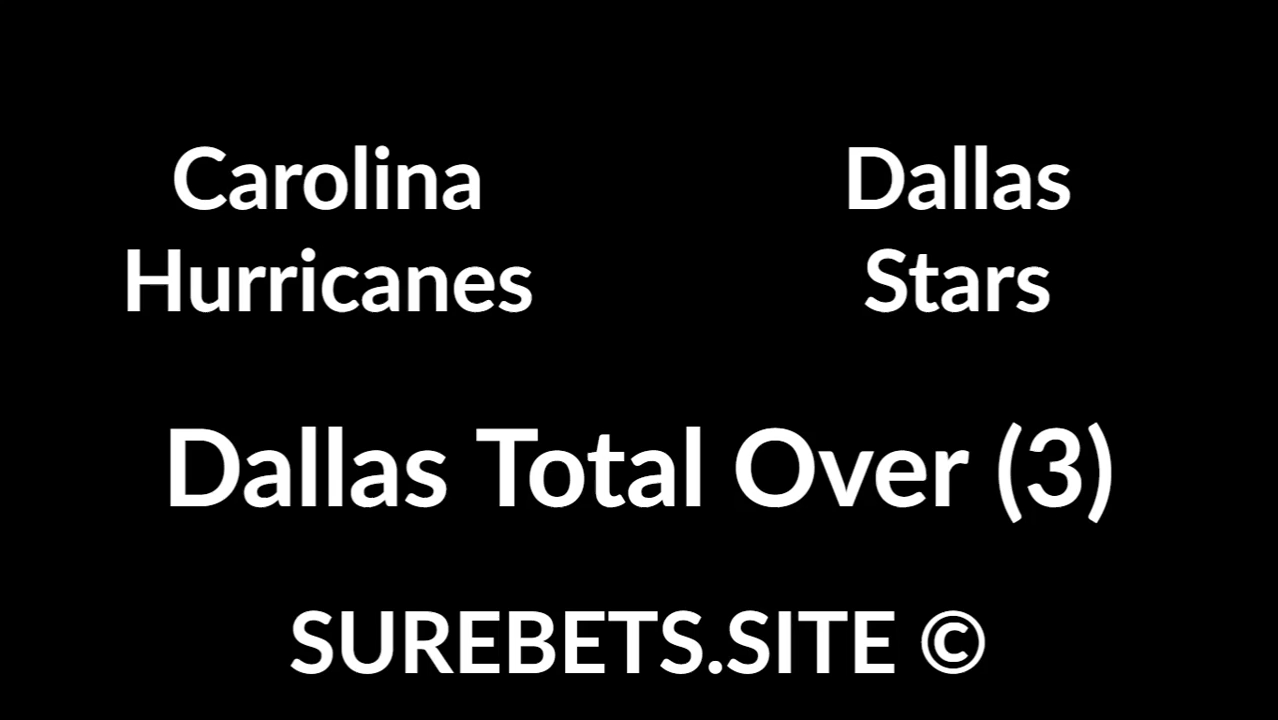 Carolina
Hurricanes
Dallas
Stars
Dallas Total Over (3)
SUREBETS.SITE ©